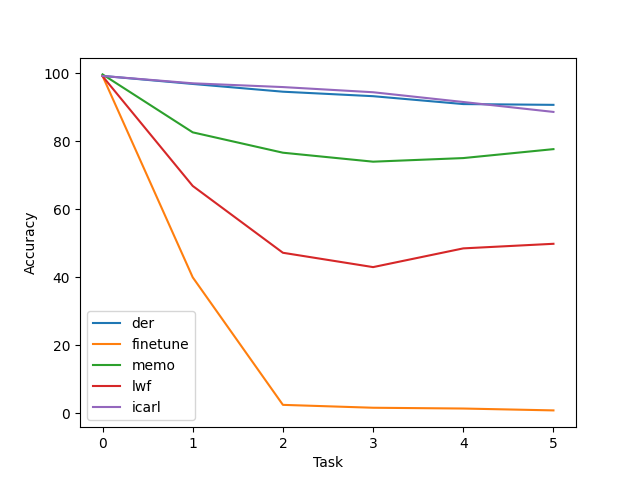 100
80
60
40
20
0
Accuracy
der
finetune
memo
lwf
icarl
0 1 2 3 4 5
Task